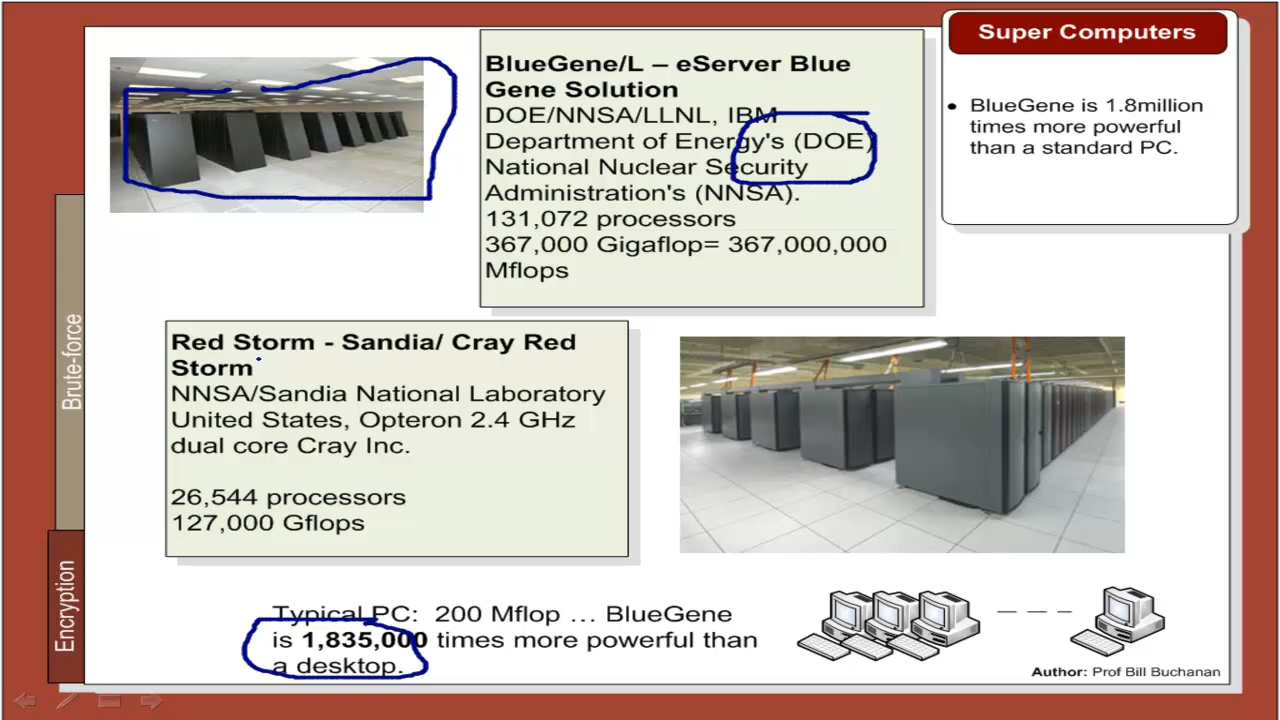 Super Computers
BlueGene/L – eServer Blue
Gene Solution
DOE/NNSA/LLNL, IBM
Department of Energy's (DOE)
National Nuclear Security
Administration's (NNSA).
131,072 processors
367,000 Gigaflop= 367,000,000
Mflops
• BlueGene is 1.8million
times more powerful
than a standard PC.
Brute-force
Red Storm - Sandia/ Cray Red
Storm
NNSA/Sandia National Laboratory
United States, Opteron 2.4 GHz
dual core Cray Inc.
26,544 processors
127,000 Gflops
Encryption
Typical PC: 200 Mflop … BlueGene
is 1,835,000 times more powerful than
a desktop.
Author: Prof Bill Buchanan